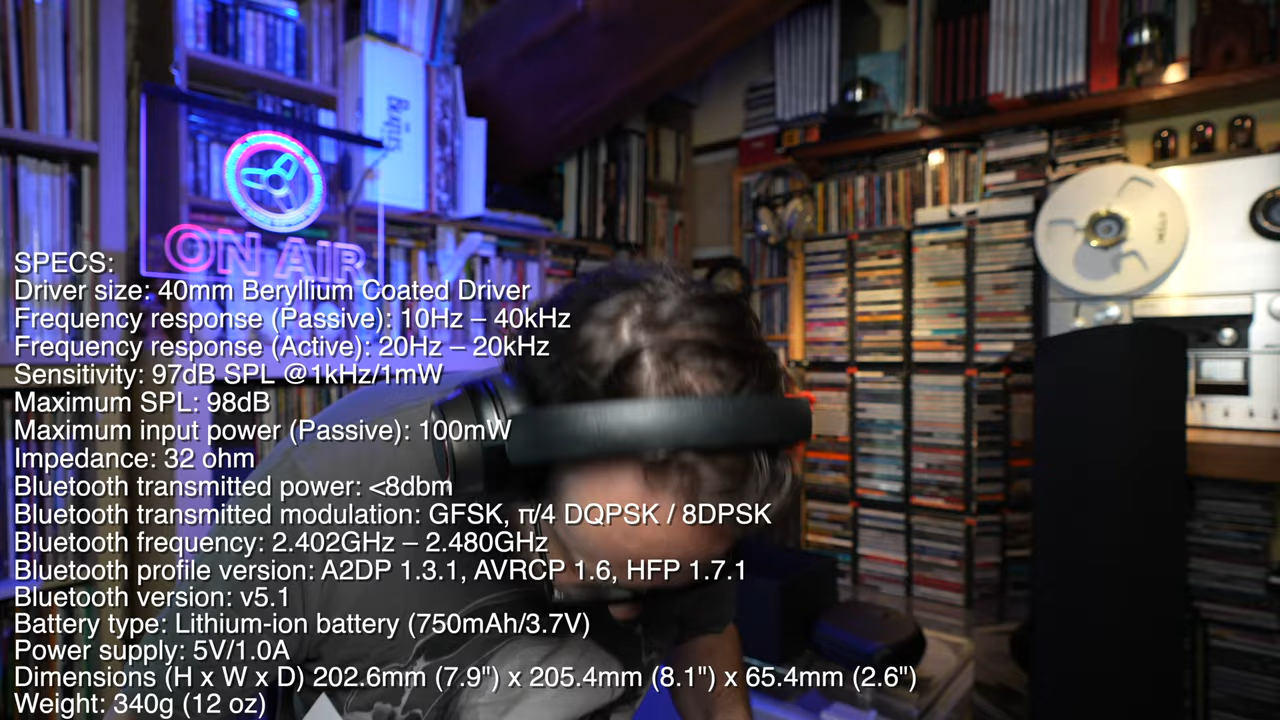 Beatles
ON AIR
SPECS:
Driver size: 40mm Beryllium Coated Driver
Frequency response (Passive): 10Hz – 40kHz
Frequency response (Active): 20Hz – 20kHz
Sensitivity: 97dB SPL @1kHz/1mW
Maximum SPL: 98dB
Maximum input power (Passive): 100mW
Impedance: 32 ohm
Bluetooth transmitted power: <8dbm
Bluetooth transmitted modulation: GFSK, π/4 DQPSK / 8DPSK
Bluetooth frequency: 2.402GHz – 2.480GHz
Bluetooth profile version: A2DP 1.3.1, AVRCP 1.6, HFP 1.7.1
Bluetooth version: v5.1
Battery type: Lithium-ion battery (750mAh/3.7V)
Power supply: 5V/1.0A
Dimensions (H x W x D) 202.6mm (7.9") x 205.4mm (8.1") x 65.4mm (2.6")
Weight: 340g (12 oz)